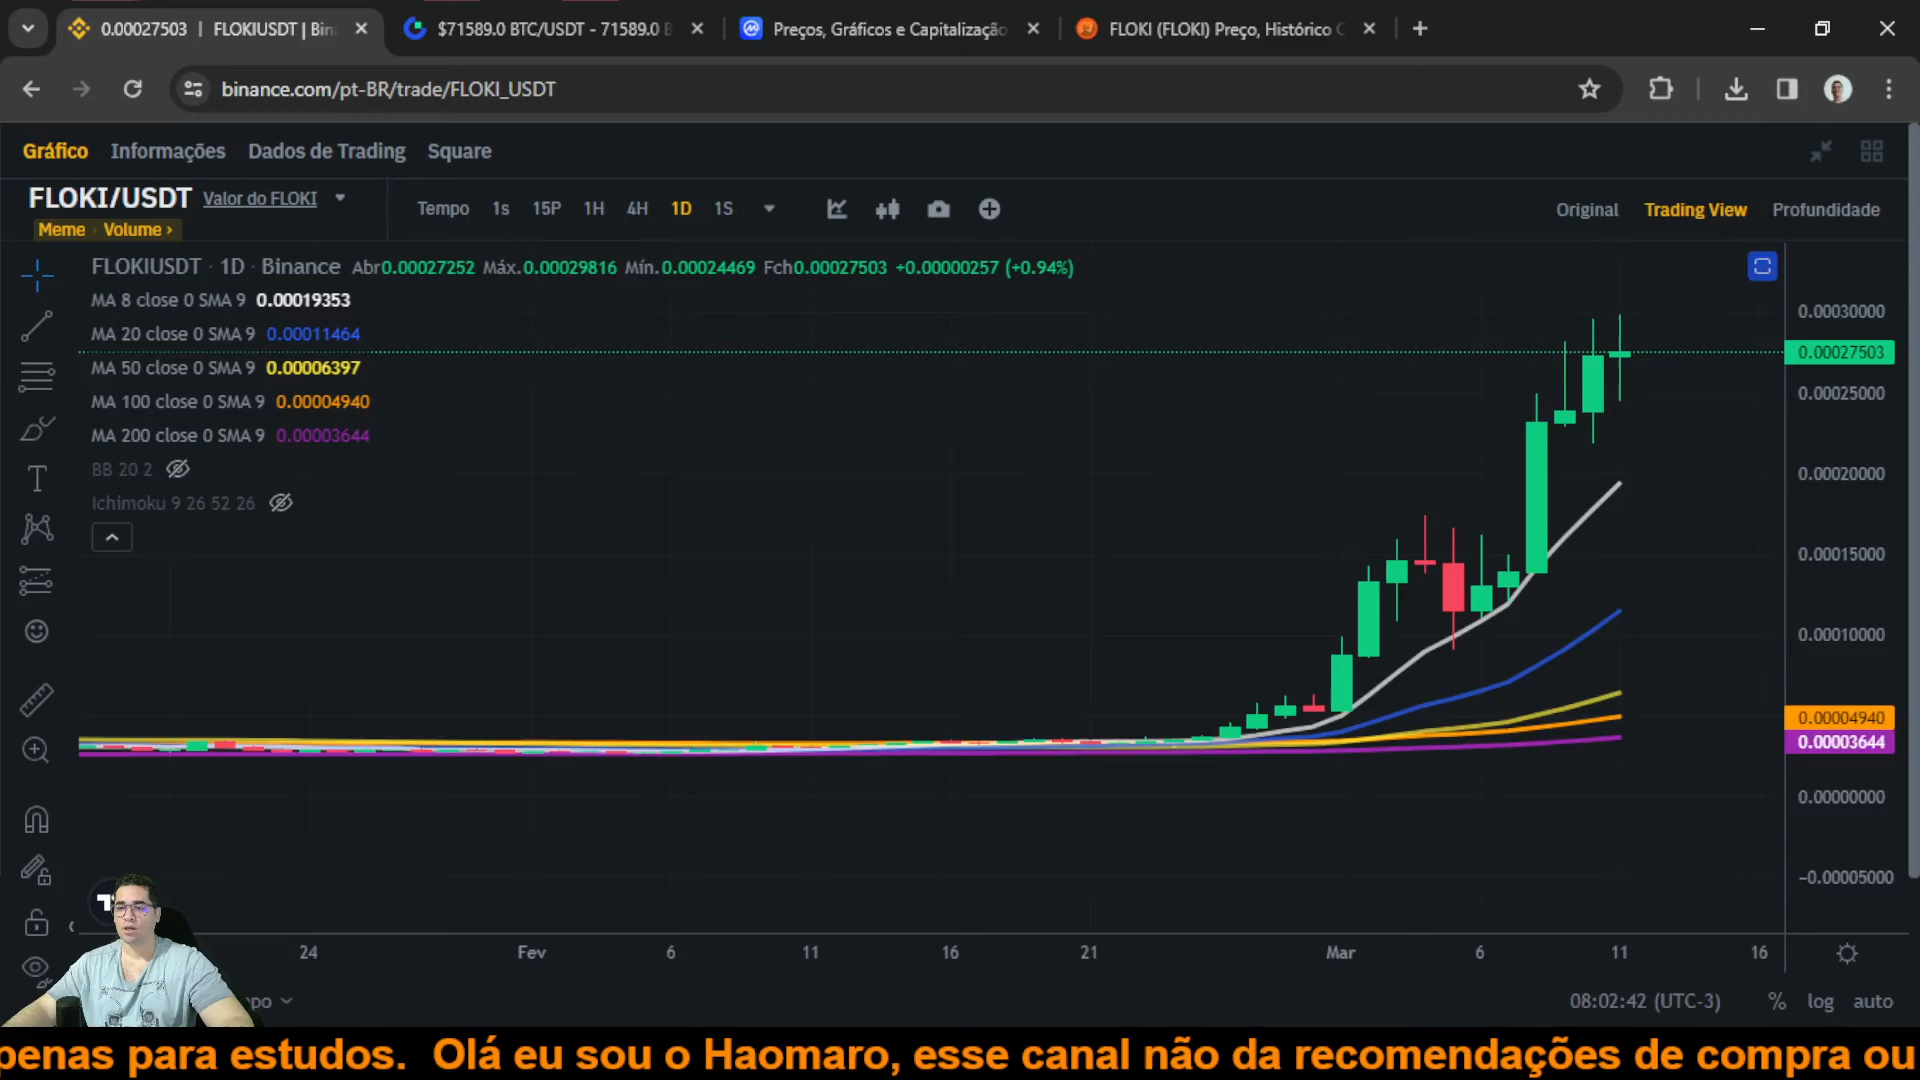 0.00027503 | FLOKIUSDT | Bin
$71589.0 BTC/USDT - 71589.0 B
Preços, Gráficos e Capitalização
FLOKI (FLOKI) Preço, Histórico C
binance.com/pt-BR/trade/FLOKI_USDT
Gráfico Informações Dados de Trading Square
FLOKI/USDT Valor do FLOKI
Meme Volume ›
Tempo 1s 15P 1H 4H 1D 1S
Original Trading View Profundidade
FLOKIUSDT · 1D · Binance Abr0.00027252 Máx.0.00029816 Mín.0.00024469 Fch0.00027503 +0.00000257 (+0.94%)
MA 8 close 0 SMA 9 0.00019353
MA 20 close 0 SMA 9 0.00011464
MA 50 close 0 SMA 9 0.00006397
MA 100 close 0 SMA 9 0.00004940
MA 200 close 0 SMA 9 0.00003644
BB 20 2
Ichimoku 9 26 52 26
0.00030000
0.00027503
0.00025000
0.00020000
0.00015000
0.00010000
0.00004940
0.00003644
0.00000000
−0.00005000
24 Fev 6 11 16 21 Mar 6 11 16
08:02:42 (UTC-3) % log auto
penas para estudos. Olá eu sou o Haomaro, esse canal não da recomendações de compra ou